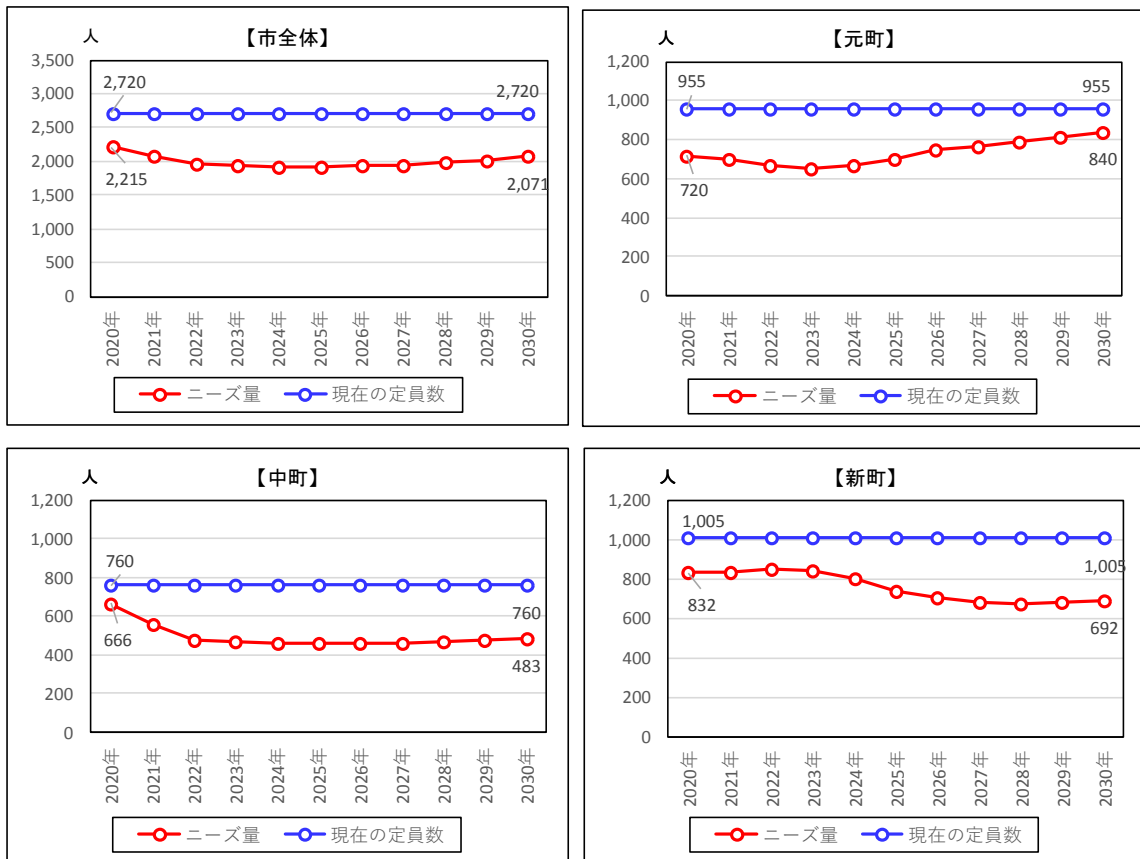 人
【市全体】
3,500
3,000
2,500
2,000
1,500
1,000
500
0
2,720
2,720
2,215
2,071
2020年
2021年
2022年
2023年
2024年
2025年
2026年
2027年
2028年
2029年
2030年
ニーズ量 現在の定員数
人
【元町】
1,200
1,000
800
600
400
200
0
955
955
720
840
2020年
2021年
2022年
2023年
2024年
2025年
2026年
2027年
2028年
2029年
2030年
ニーズ量 現在の定員数
人
【中町】
1,200
1,000
800
600
400
200
0
760
760
666
483
2020年
2021年
2022年
2023年
2024年
2025年
2026年
2027年
2028年
2029年
2030年
ニーズ量 現在の定員数
人
【新町】
1,200
1,000
800
600
400
200
0
1,005
1,005
832
692
2020年
2021年
2022年
2023年
2024年
2025年
2026年
2027年
2028年
2029年
2030年
ニーズ量 現在の定員数